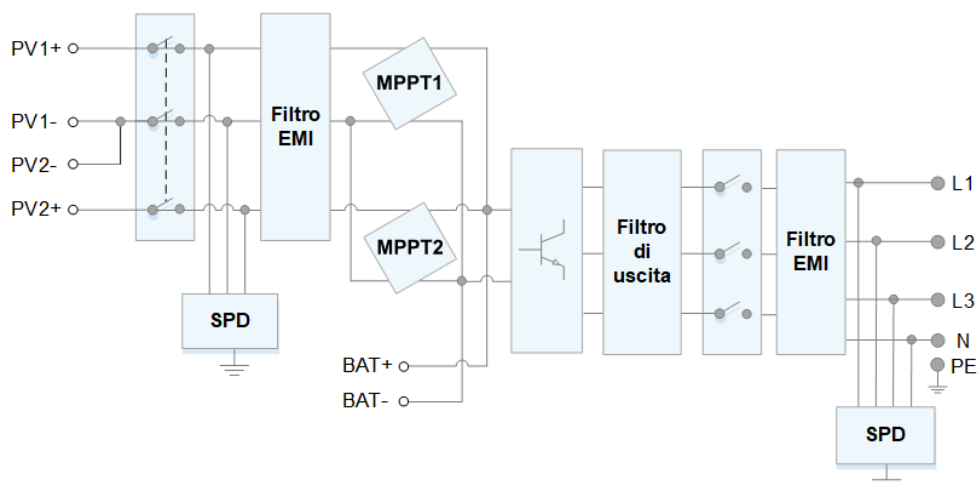 PV1+
PV1-
PV2-
PV2+
Filtro
EMI
MPPT1
MPPT2
SPD
BAT+
BAT-
Filtro
di
uscita
Filtro
EMI
L1
L2
L3
N
PE
SPD